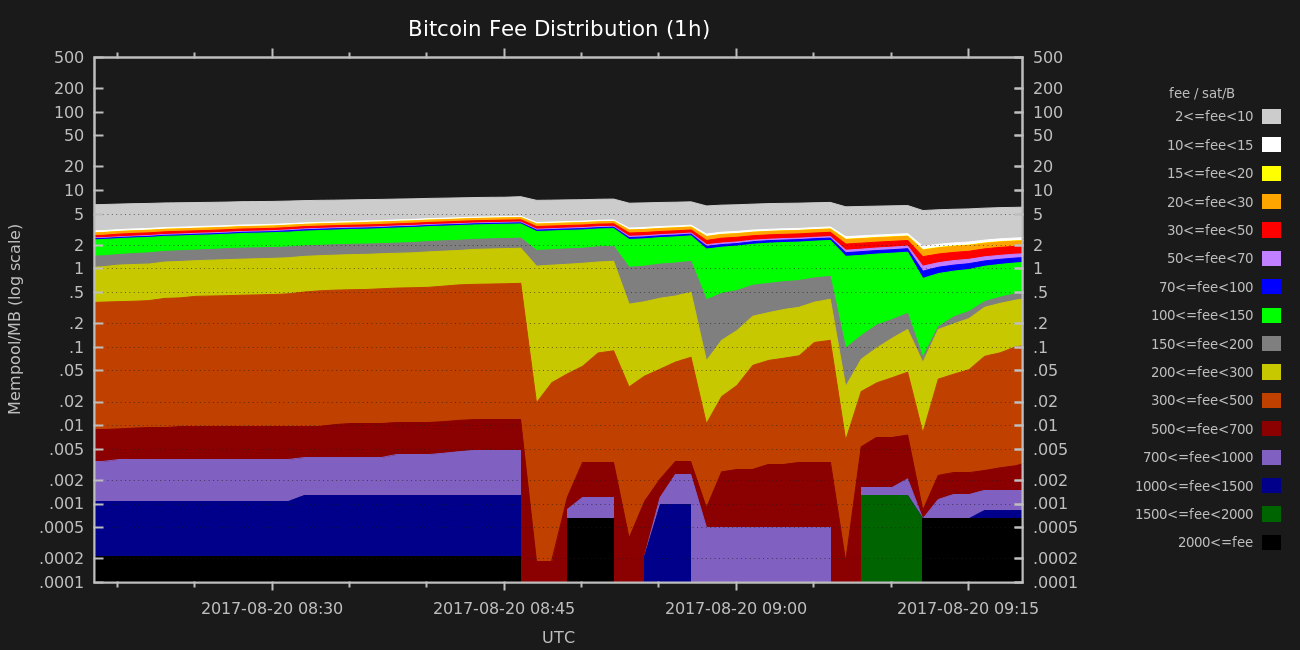 Bitcoin Fee Distribution (1h)
500 500
200 200
100 100
50 50
20 20
10 10
5 5
2 2
1 1
.5 .5
.2 .2
.1 .1
.05 .05
.02 .02
.01 .01
.005 .005
.002 .002
.001 .001
.0005 .0005
.0002 .0002
.0001 .0001
Mempool/MB (log scale)
2017-08-20 08:30 2017-08-20 08:45 2017-08-20 09:00 2017-08-20 09:15
UTC
fee / sat/B
2<=fee<10
10<=fee<15
15<=fee<20
20<=fee<30
30<=fee<50
50<=fee<70
70<=fee<100
100<=fee<150
150<=fee<200
200<=fee<300
300<=fee<500
500<=fee<700
700<=fee<1000
1000<=fee<1500
1500<=fee<2000
2000<=fee